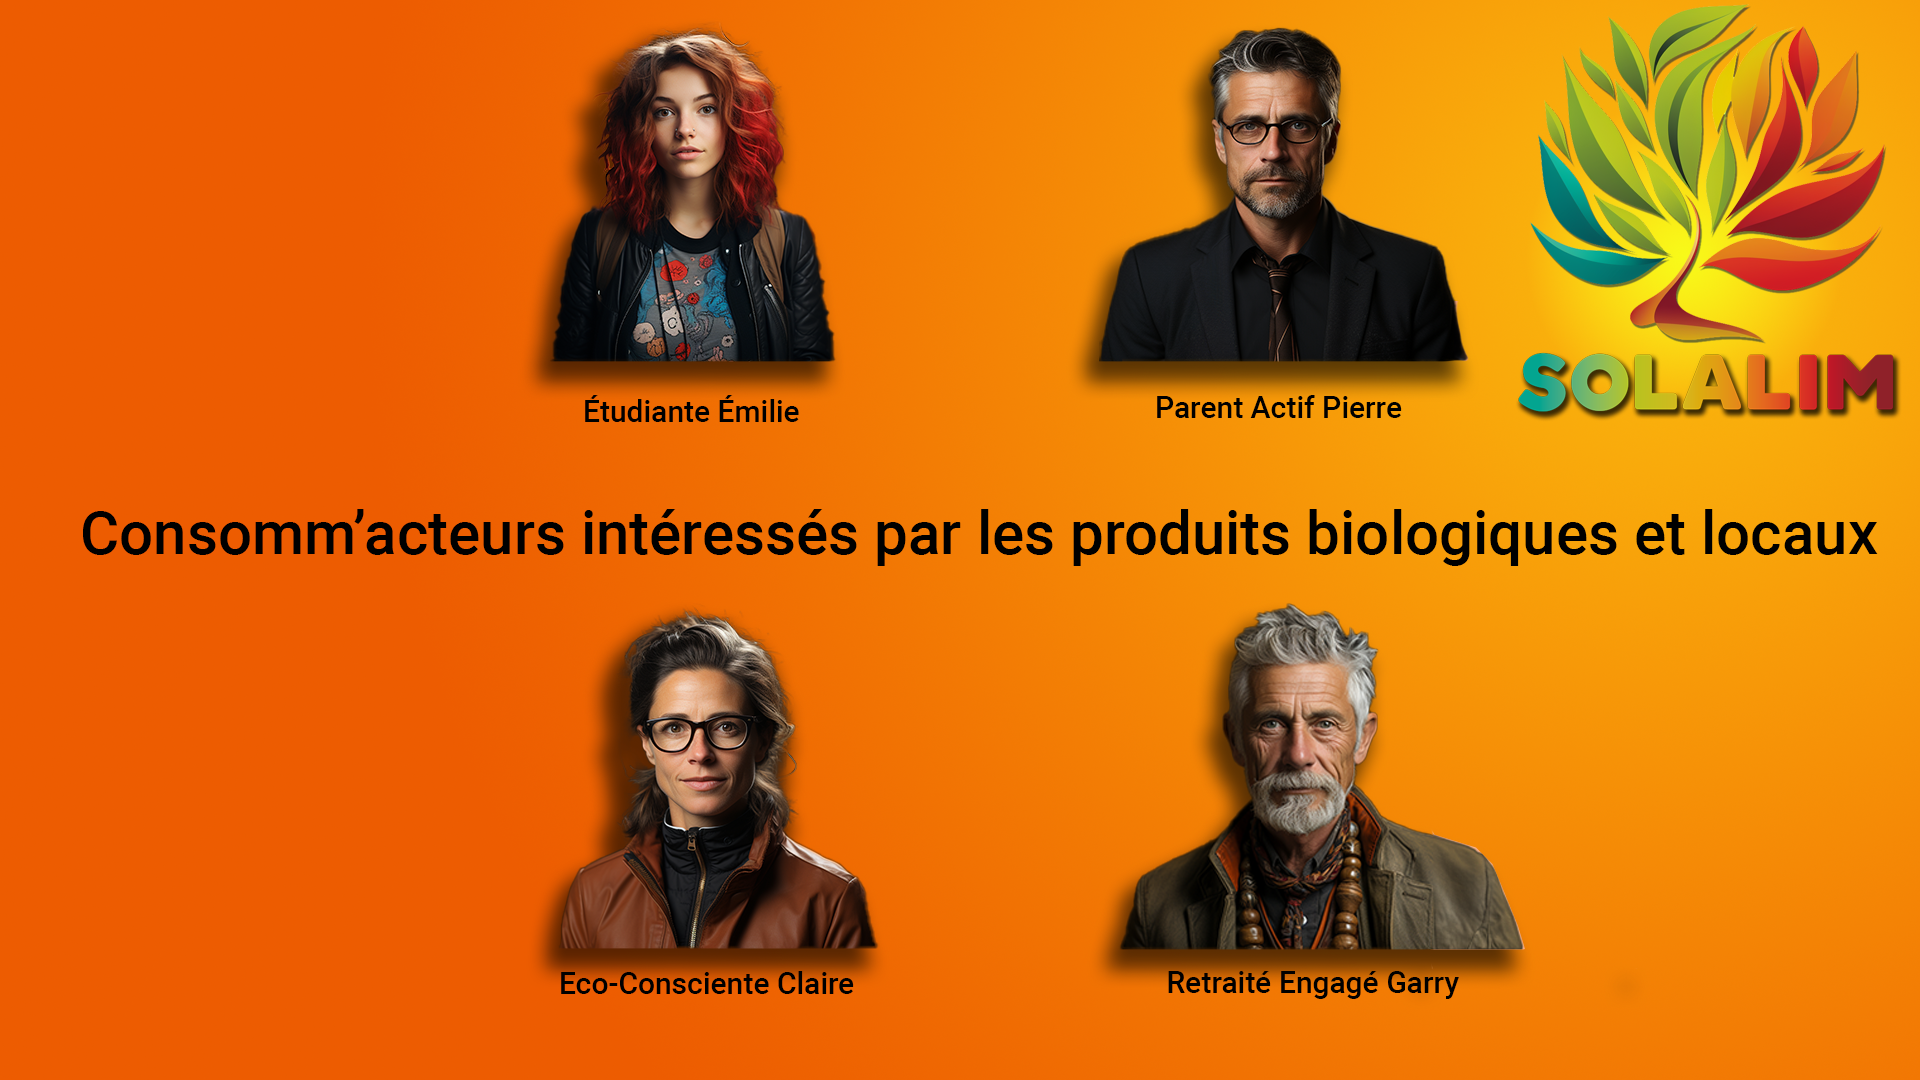 SOLALIM
Étudiante Émilie
Parent Actif Pierre
Consomm’acteurs intéressés par les produits biologiques et locaux
Eco-Consciente Claire
Retraité Engagé Garry